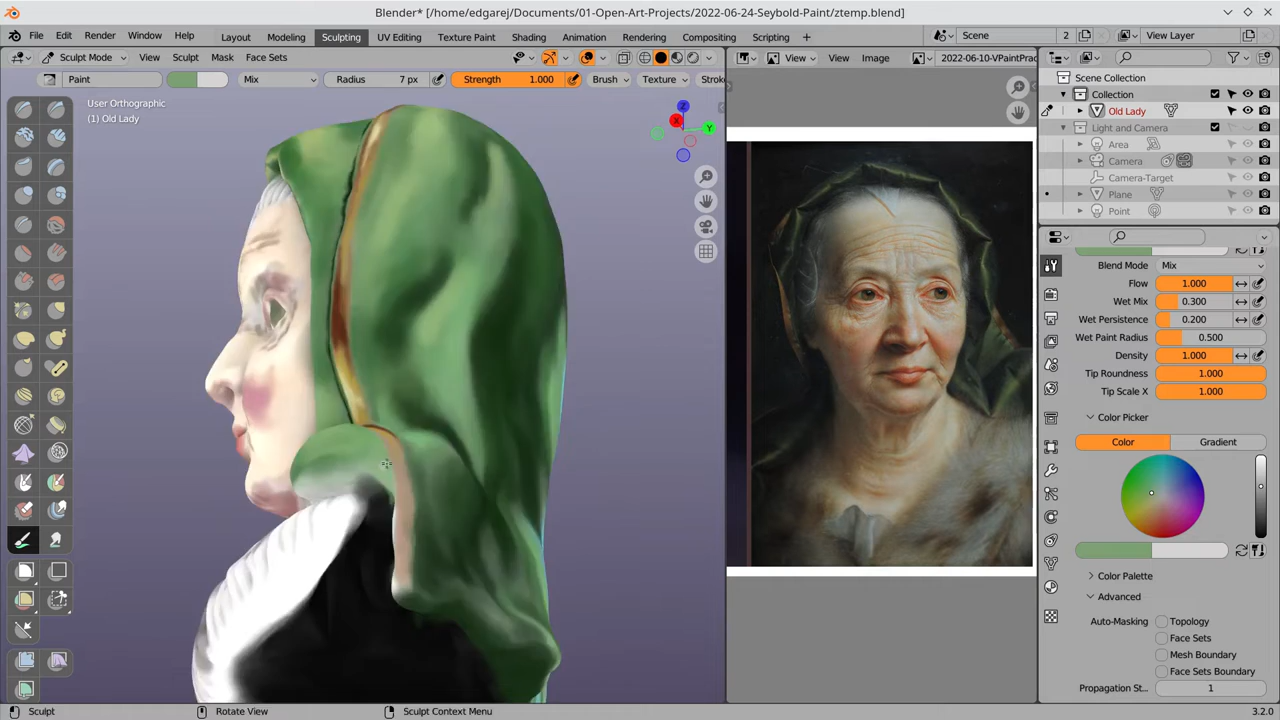 Blender* [/home/edgarej/Documents/01-Open-Art-Projects/2022-06-24-Seybold-Paint/ztemp.blend]
File Edit Render Window Help Layout Modeling Sculpting UV Editing Texture Paint Shading Animation Rendering Compositing Scripting + Scene 2 View Layer
Sculpt Mode View Sculpt Mask Face Sets View View Image 2022-06-10-VPaintPrac
Paint Mix Radius 7 px Strength 1.000 Brush Texture Strok
User Orthographic
(1) Old Lady
Z
X
Y
Scene Collection
Collection
Old Lady
Light and Camera
Area
Camera
Camera-Target
Plane
Point
Blend Mode Mix
Flow 1.000
Wet Mix 0.300
Wet Persistence 0.200
Wet Paint Radius 0.500
Density 1.000
Tip Roundness 1.000
Tip Scale X 1.000
Color Picker
Color Gradient
Color Palette
Advanced
Auto-Masking Topology
Face Sets
Mesh Boundary
Face Sets Boundary
Propagation St... 1
Sculpt Rotate View Sculpt Context Menu 3.2.0